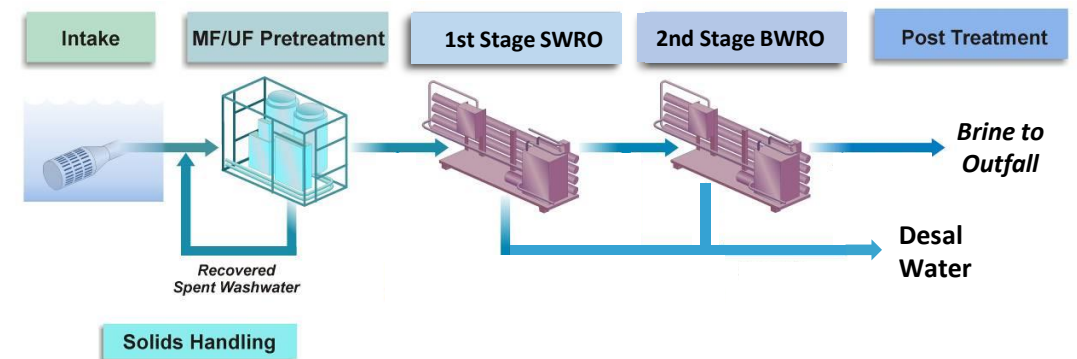 Intake
MF/UF Pretreatment
1st Stage SWRO
2nd Stage BWRO
Post Treatment
Brine to
Outfall
Desal
Water
Recovered
Spent Washwater
Solids Handling